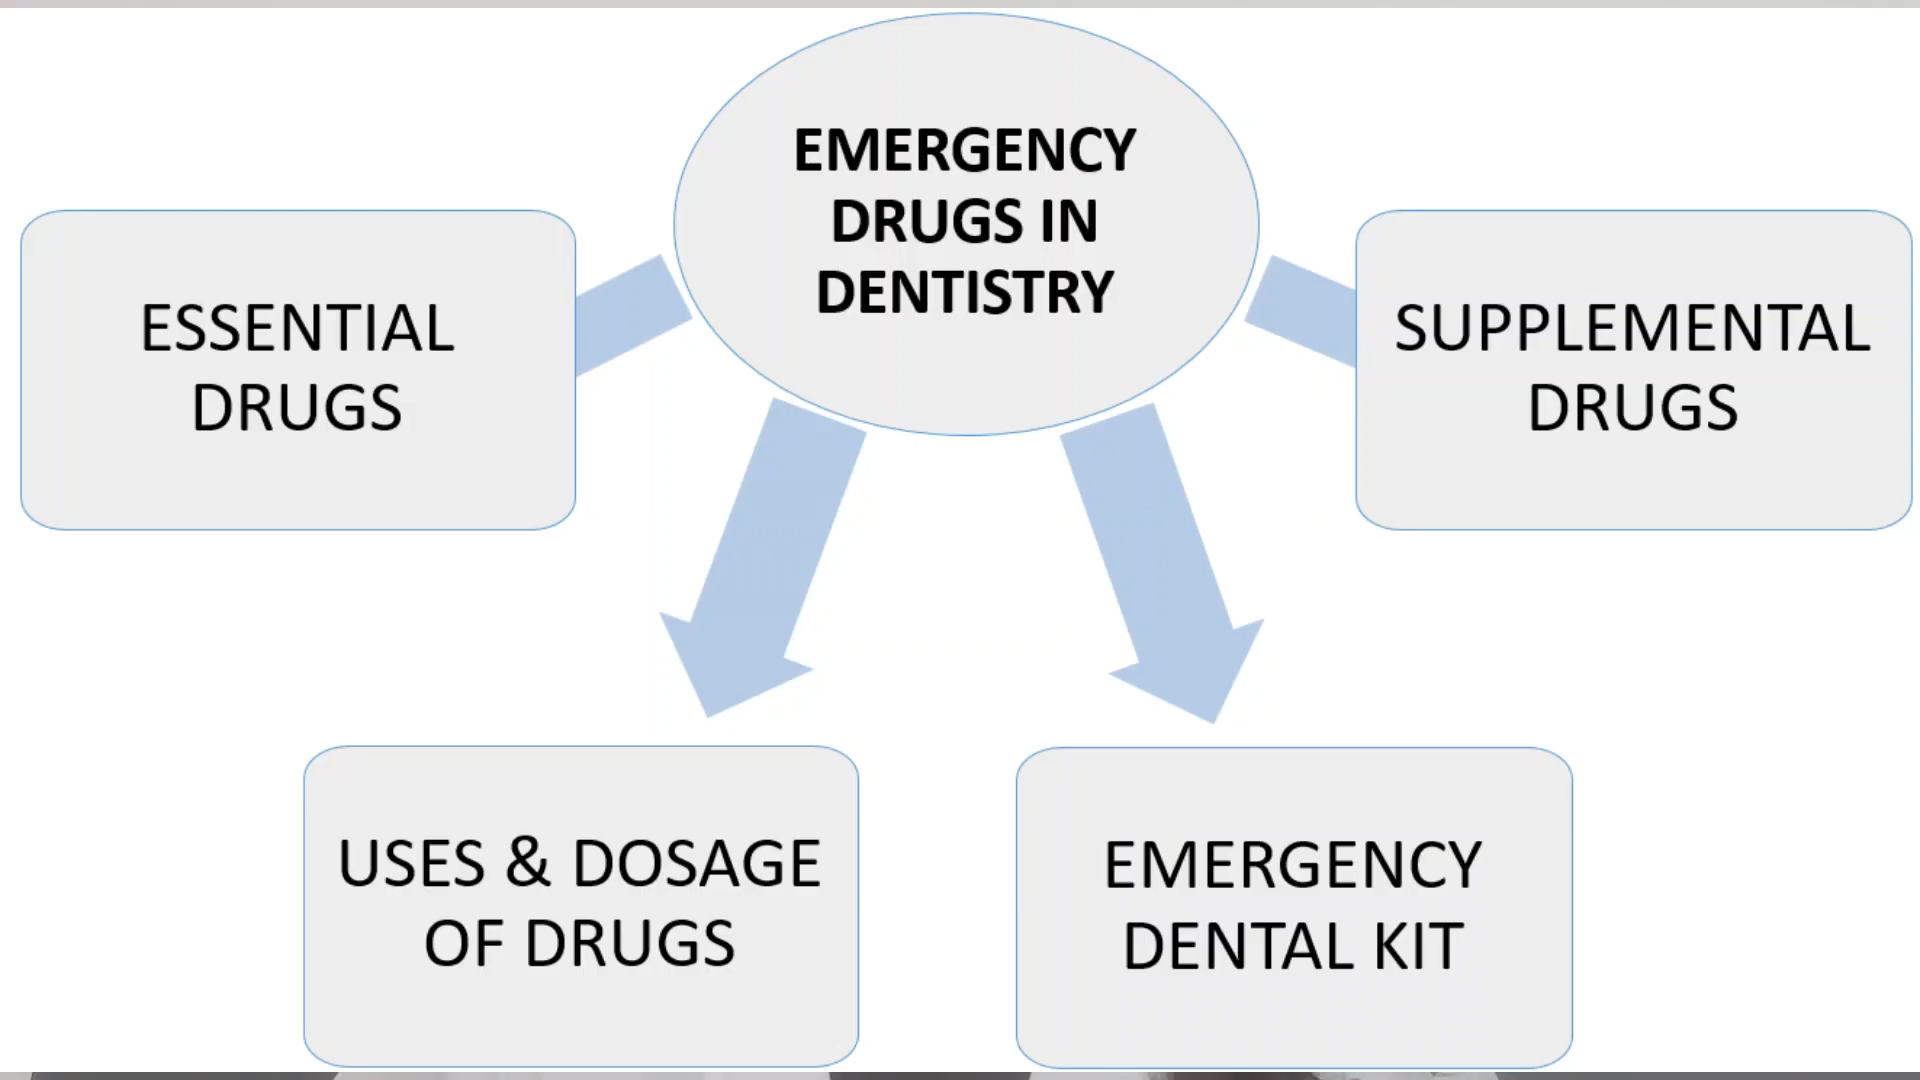 EMERGENCY
DRUGS IN
DENTISTRY
ESSENTIAL
DRUGS
SUPPLEMENTAL
DRUGS
USES & DOSAGE
OF DRUGS
EMERGENCY
DENTAL KIT